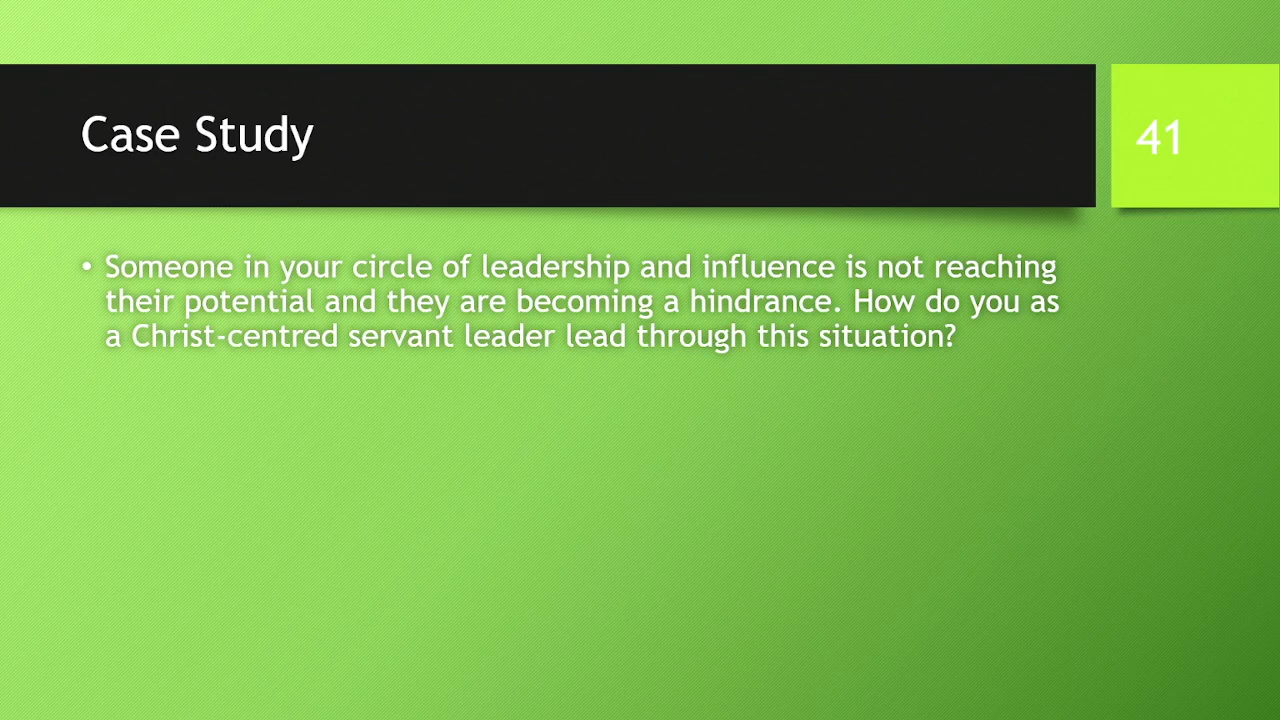 Case Study
41
• Someone in your circle of leadership and influence is not reaching
their potential and they are becoming a hindrance. How do you as
a Christ-centred servant leader lead through this situation?